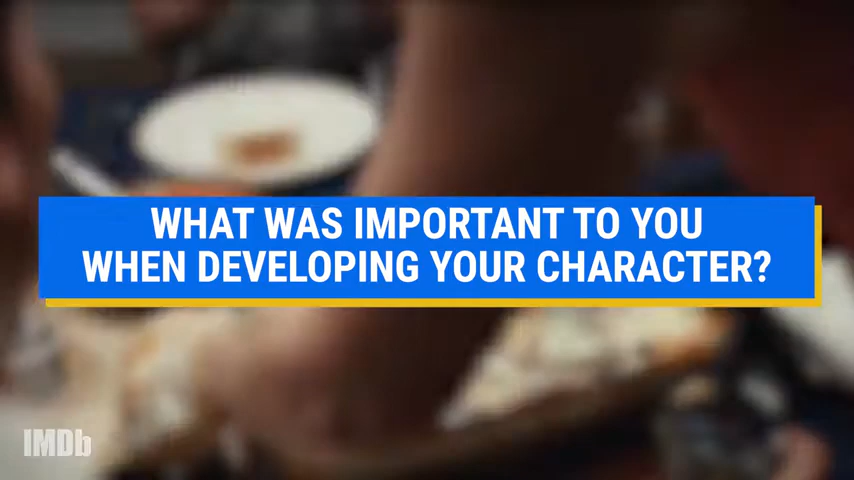 WHAT WAS IMPORTANT TO YOU
WHEN DEVELOPING YOUR CHARACTER?
IMDb